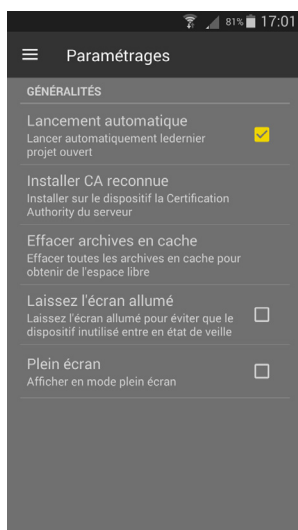 81% 17:01
Paramétrages
GÉNÉRALITÉS
Lancement automatique
Lancer automatiquement ledernier
projet ouvert
Installer CA reconnue
Installer sur le dispositif la Certification
Authority du serveur
Effacer archives en cache
Effacer toutes les archives en cache pour
obtenir de l'espace libre
Laissez l'écran allumé
Laissez l'écran allumé pour éviter que le
dispositif inutilisé entre en état de veille
Plein écran
Afficher en mode plein écran